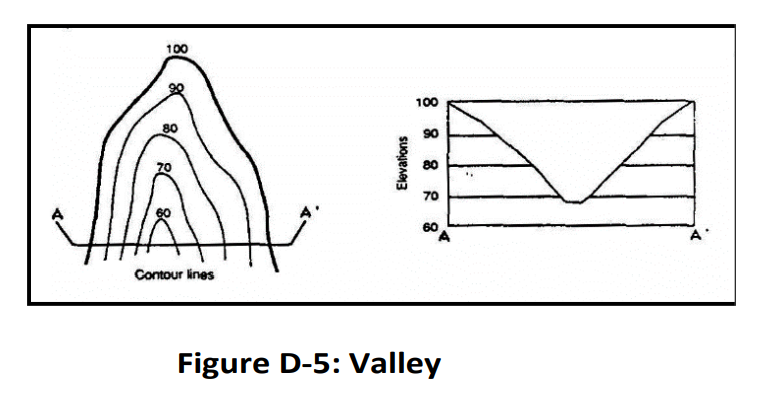 100
90
80
70
60
A
A'
Contour lines
Elevations
100
90
80
70
60
A
A'
Figure D-5: Valley